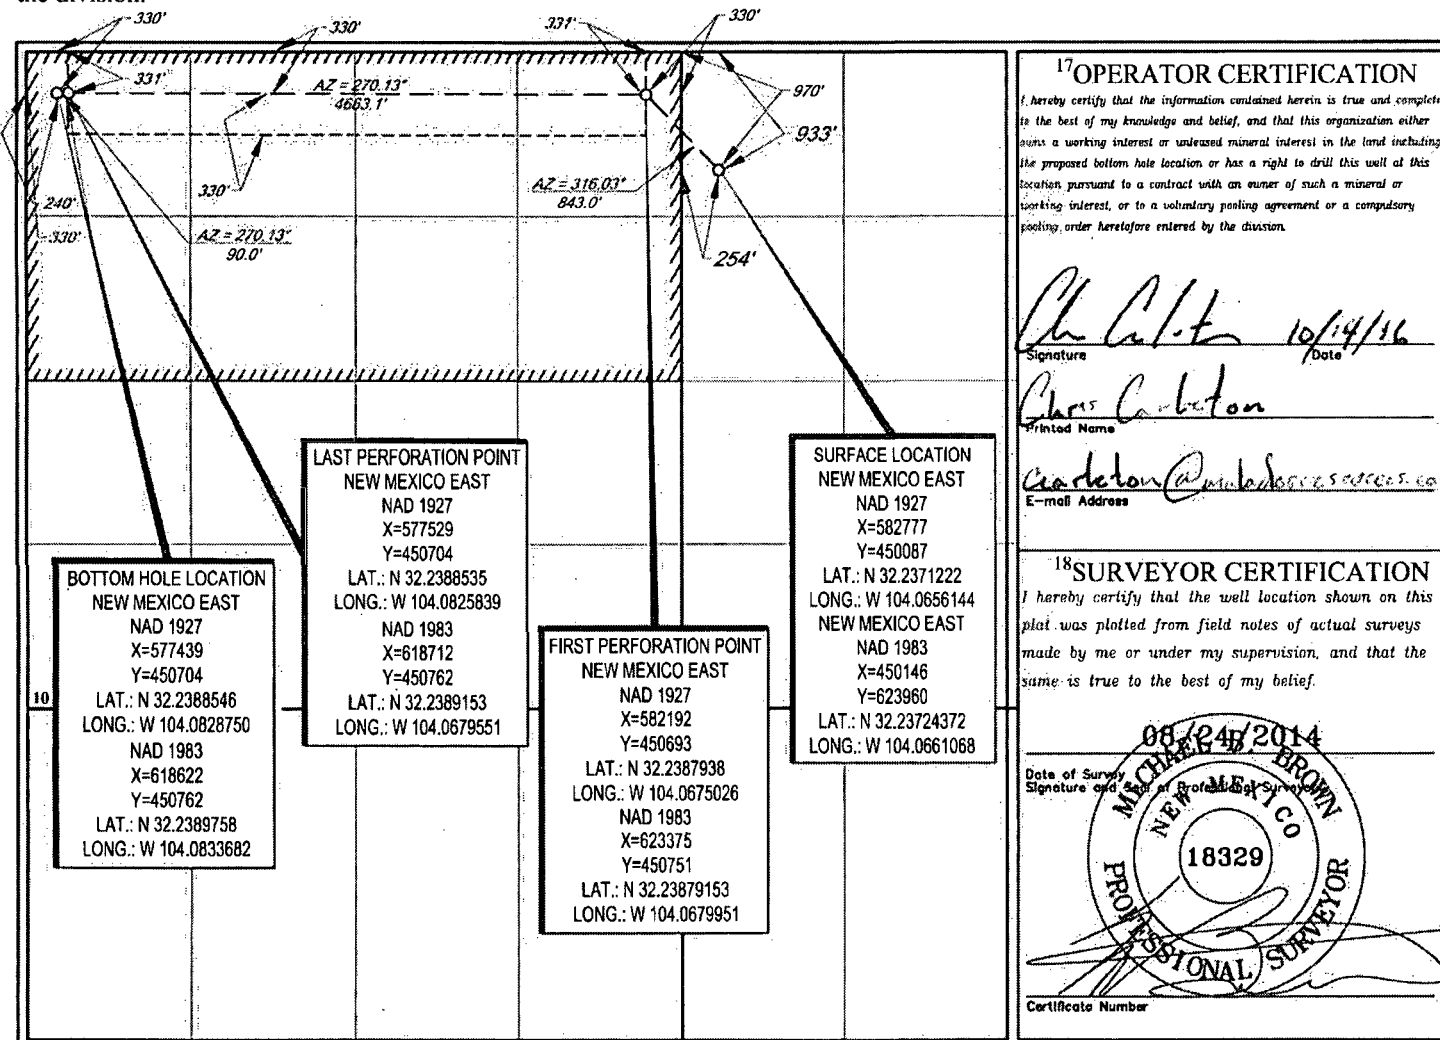 the division.
330'
330'
331'
330'
331'
AZ = 270.13°
4663.1'
970'
933'
330'
AZ = 316.03°
843.0'
240'
330'
AZ = 270.13°
90.0'
254'
10
LAST PERFORATION POINT
NEW MEXICO EAST
NAD 1927
X=577529
Y=450704
LAT.: N 32.2388535
LONG.: W 104.0825839
NAD 1983
X=618712
Y=450762
LAT.: N 32.2389153
LONG.: W 104.0679551
BOTTOM HOLE LOCATION
NEW MEXICO EAST
NAD 1927
X=577439
Y=450704
LAT.: N 32.2388546
LONG.: W 104.0828750
NAD 1983
X=618622
Y=450762
LAT.: N 32.2389758
LONG.: W 104.0833682
FIRST PERFORATION POINT
NEW MEXICO EAST
NAD 1927
X=582192
Y=450693
LAT.: N 32.2387938
LONG.: W 104.0675026
NAD 1983
X=623375
Y=450751
LAT.: N 32.23879153
LONG.: W 104.0679951
SURFACE LOCATION
NEW MEXICO EAST
NAD 1927
X=582777
Y=450087
LAT.: N 32.2371222
LONG.: W 104.0656144
NEW MEXICO EAST
NAD 1983
X=450146
Y=623960
LAT.: N 32.23724372
LONG.: W 104.0661068
17 OPERATOR CERTIFICATION
I hereby certify that the information contained herein is true and complete
to the best of my knowledge and belief, and that this organization either
owns a working interest or unleased mineral interest in the land including
the proposed bottom hole location or has a right to drill this well at this
location pursuant to a contract with an owner of such a mineral or
working interest, or to a voluntary pooling agreement or a compulsory
pooling order heretofore entered by the division.
10/14/16
Signature Date
Chris Carleton
Printed Name
E-mail Address
18 SURVEYOR CERTIFICATION
I hereby certify that the well location shown on this
plat was plotted from field notes of actual surveys
made by me or under my supervision, and that the
same is true to the best of my belief.
08/24/2014
Date of Survey
Signature and Seal of Professional Surveyor
MICHAEL B. BROWN
NEW MEXICO
18329
PROFESSIONAL SURVEYOR
Certificate Number